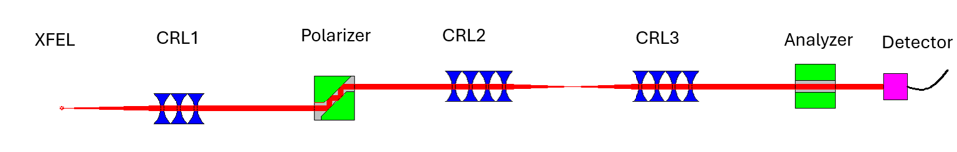 XFEL
CRL1
Polarizer
CRL2
CRL3
Analyzer
Detector